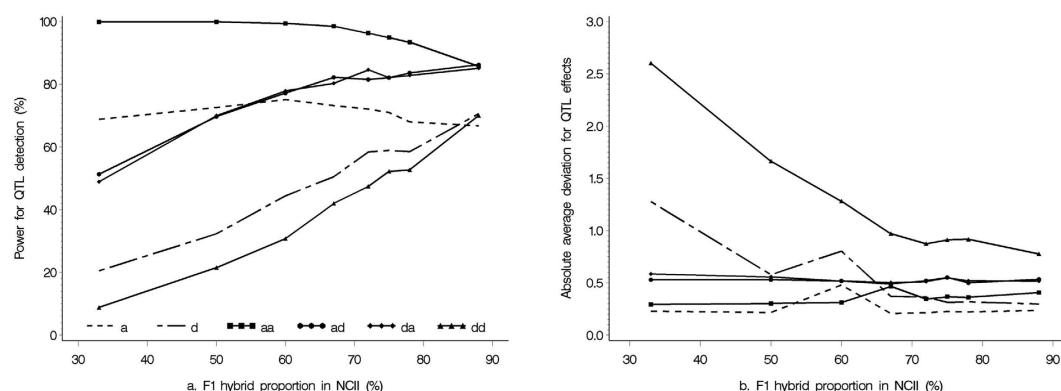 Power for QTL detection (%)
100
80
60
40
20
0
a d aa ad da dd
30 40 50 60 70 80 90
a. F1 hybrid proportion in NCII (%)
Absolute average deviation for QTL effects
3.0
2.5
2.0
1.5
1.0
0.5
0.0
30 40 50 60 70 80 90
b. F1 hybrid proportion in NCII (%)